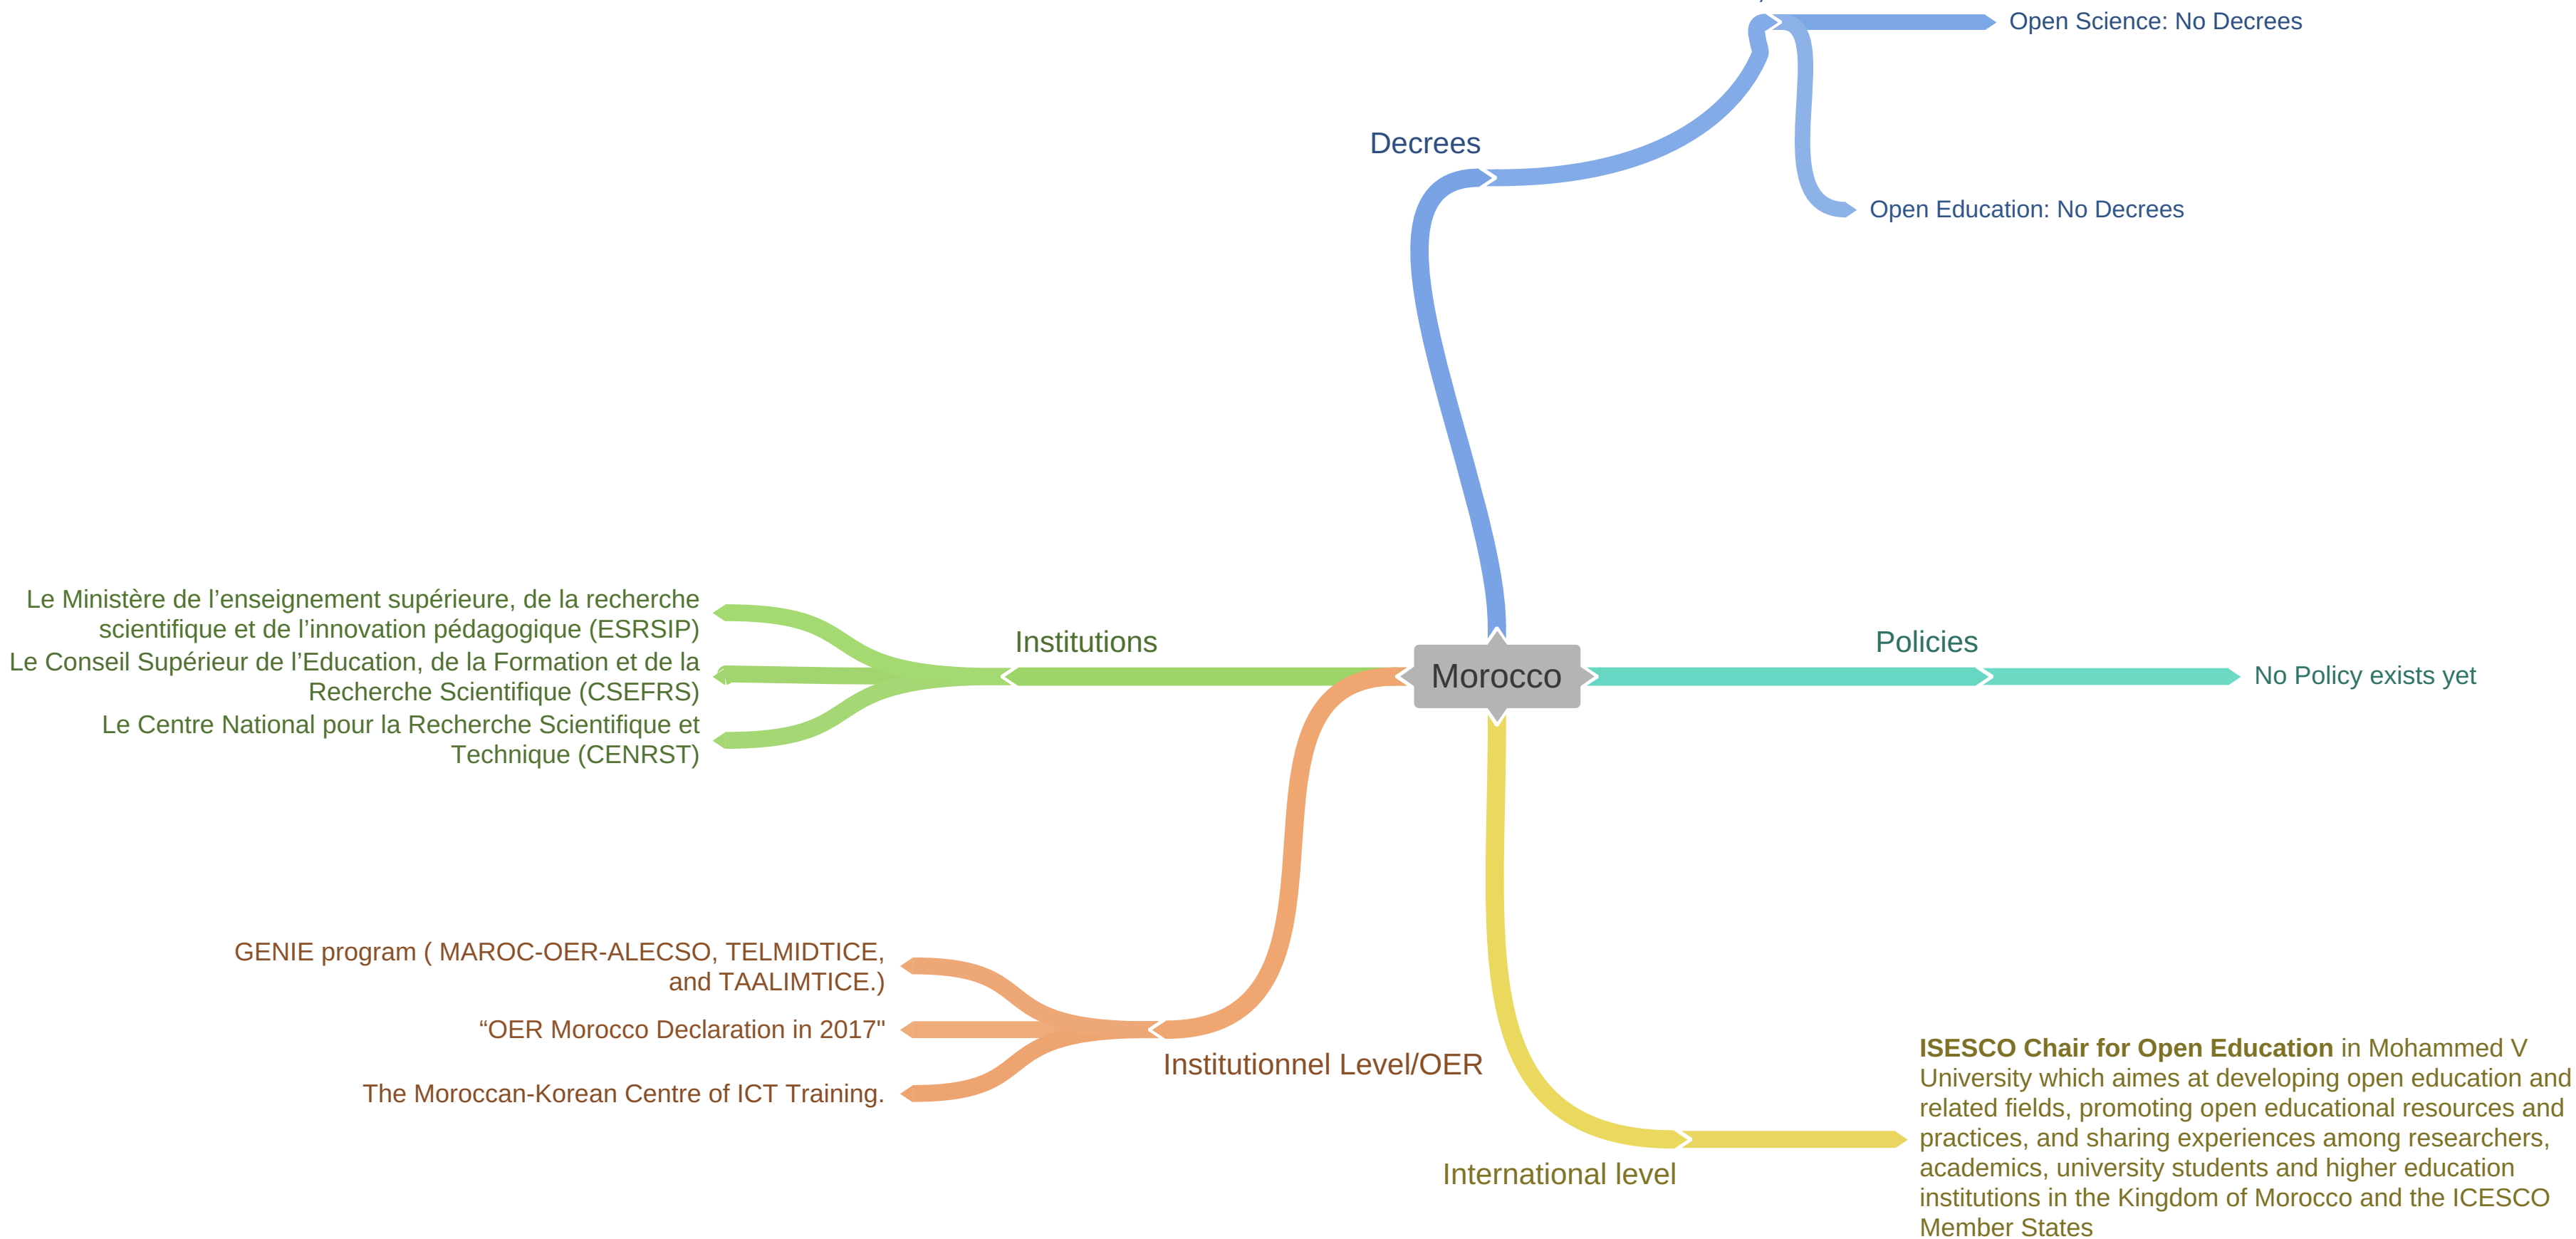 Open Science: No Decrees
Decrees
Open Education: No Decrees
Le Ministère de l’enseignement supérieure, de la recherche
scientifique et de l’innovation pédagogique (ESRSIP)
Le Conseil Supérieur de l’Education, de la Formation et de la
Recherche Scientifique (CSEFRS)
Le Centre National pour la Recherche Scientifique et
Technique (CENRST)
Institutions
Morocco
Policies
No Policy exists yet
GENIE program ( MAROC-OER-ALECSO, TELMIDTICE,
and TAALIMTICE.)
“OER Morocco Declaration in 2017"
The Moroccan-Korean Centre of ICT Training.
Institutionnel Level/OER
International level
ISESCO Chair for Open Education in Mohammed V
University which aimes at developing open education and
related fields, promoting open educational resources and
practices, and sharing experiences among researchers,
academics, university students and higher education
institutions in the Kingdom of Morocco and the ICESCO
Member States